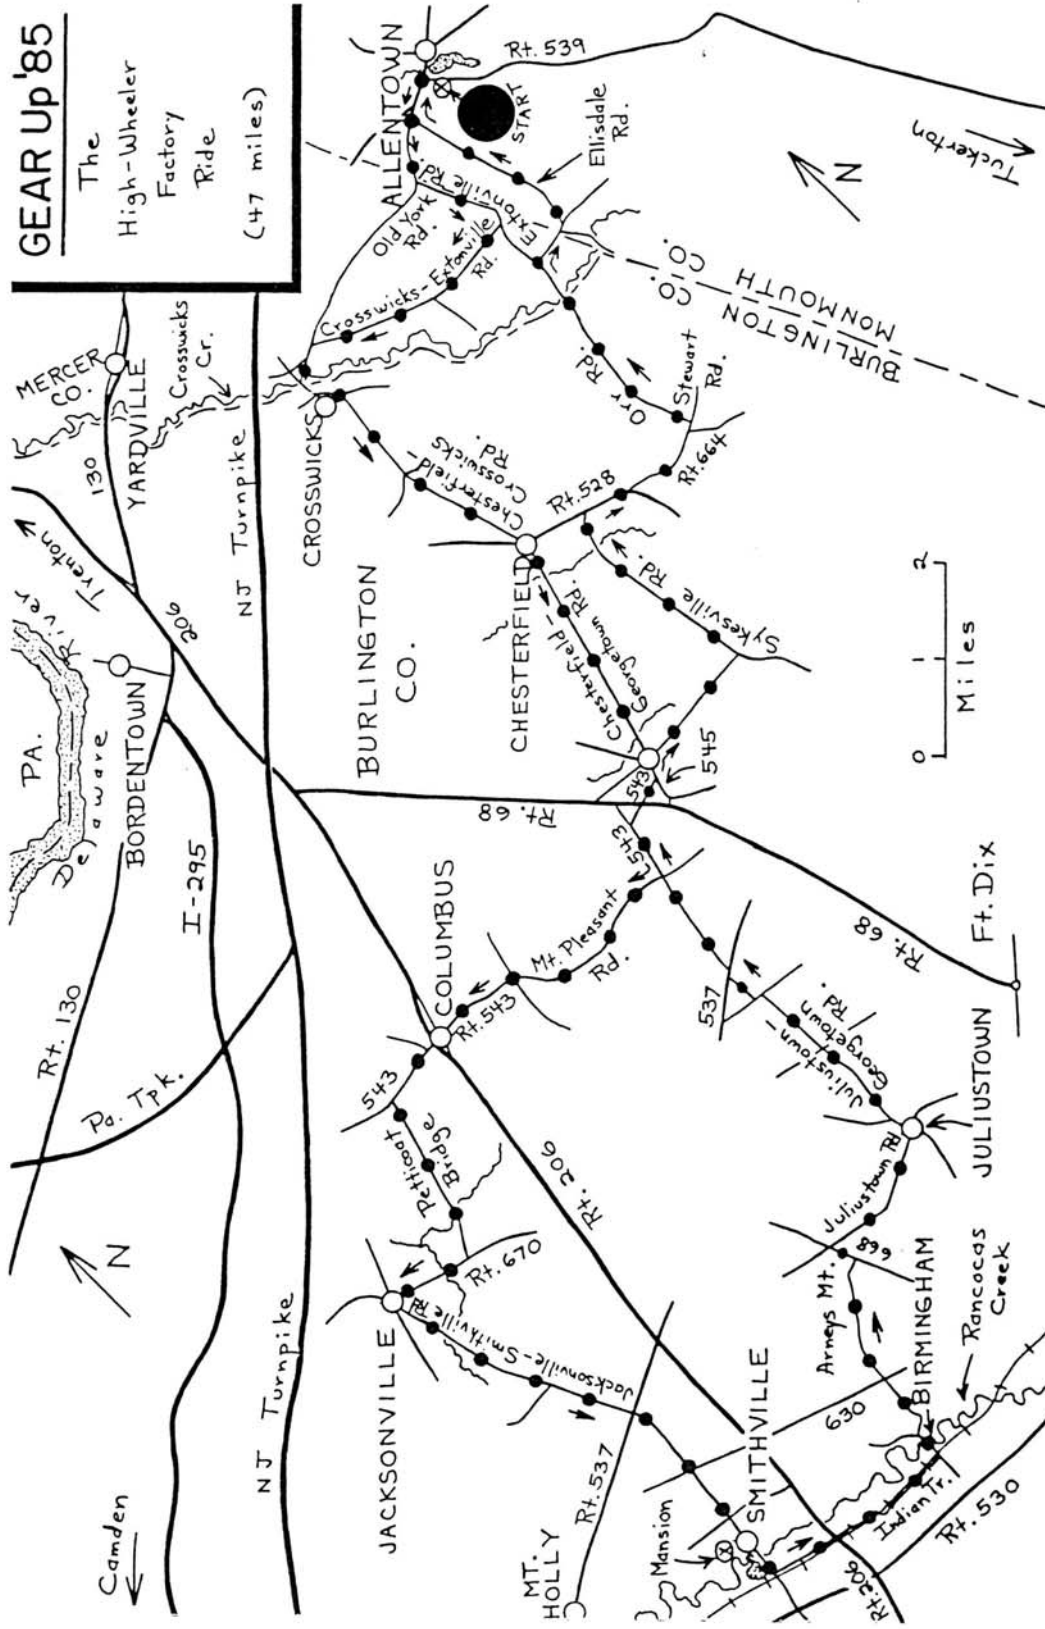 GEAR Up '85
The
High-Wheeler
Factory
Ride
(47 miles)
Camden
Rt. 130
Pa. Tpk.
I-295
PA.
Delaware
River
BORDENTOWN
Trenton
206
130
YARDVILLE
MERCER
CO.
Crosswicks
Cr.
NJ Turnpike
NJ Turnpike
N
BURLINGTON
CO.
CROSSWICKS
Chesterfield-
Crosswicks
Rd.
Crosswicks-Extonville
Rd.
Old York
Rd.
Extonville Rd.
ALLENTOWN
START
Rt. 539
Ellisdale
Rd.
Tuckerton
N
BURLINGTON CO.
MONMOUTH CO.
Orr Rd.
Stewart
Rd.
Rt. 664
Rt. 528
CHESTERFIELD
Chesterfield-
Georgetown Rd.
Sykesville Rd.
545
543
543
Rt. 68
Rt. 68
Ft. Dix
0 1 2
Miles
COLUMBUS
Rt. 543
Mt. Pleasant
Rd.
543
Petticoat
Bridge
Rt. 670
JACKSONVILLE
Jacksonville-Smithville Rd.
Rt. 206
537
Juliustown-
Georgetown
Rd.
JULIUSTOWN
Juliustown Rd
668
Arneys Mt.
BIRMINGHAM
Rancocas
Creek
630
Rt. 537
MT.
HOLLY
Mansion
SMITHVILLE
Indian Tr.
Rt. 206
Rt. 530